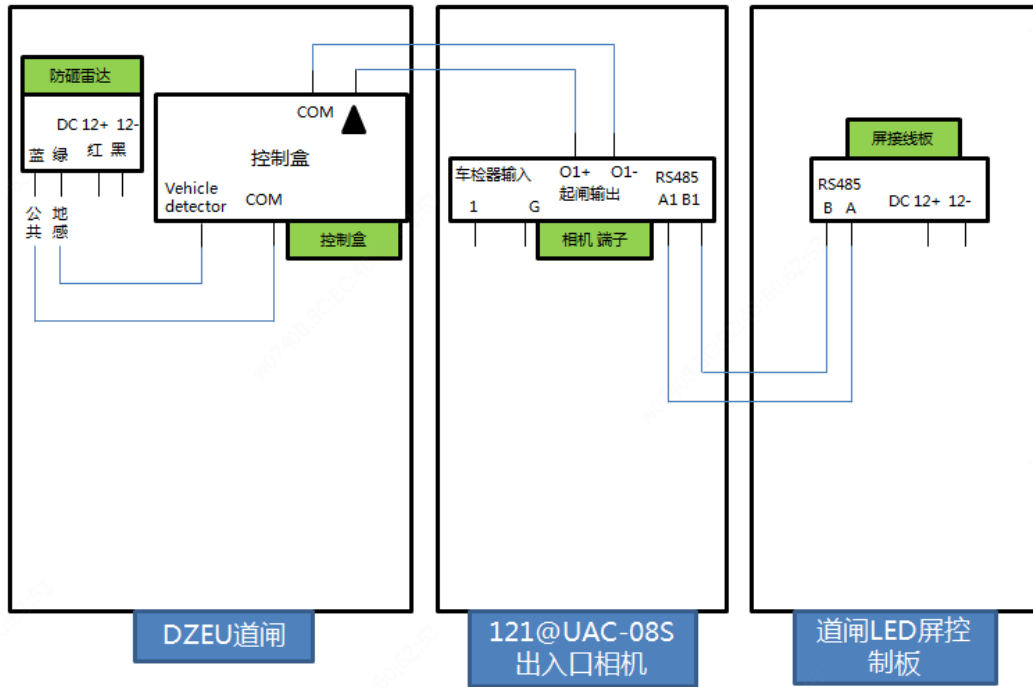 防砸雷达
DC 12+ 12-
蓝 绿 红 黑
公共
地感
COM
控制盒
Vehicle detector
COM
控制盒
DZEU道闸
车检器输入
1 G
O1+ O1-
起闸输出
RS485
A1 B1
相机 端子
121@UAC-08S
出入口相机
屏接线板
RS485
B A
DC 12+ 12-
道闸LED屏控
制板